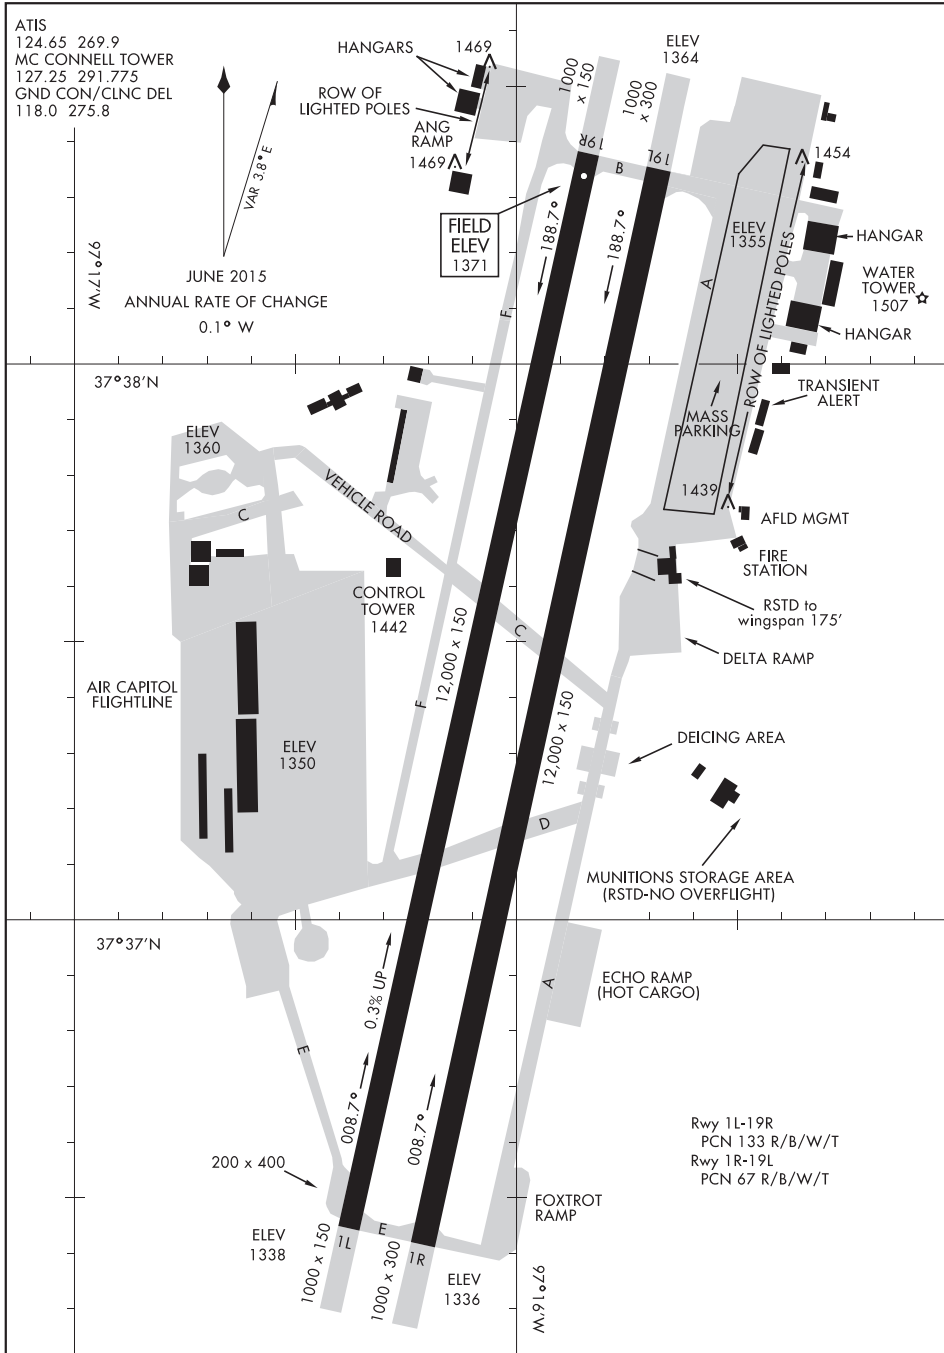 ATIS
124.65 269.9
MC CONNELL TOWER
127.25 291.775
GND CON/CLNC DEL
118.0 275.8
VAR 3.8° E
JUNE 2015
ANNUAL RATE OF CHANGE
0.1° W
97°17'W
HANGARS
1469
ROW OF
LIGHTED POLES
ANG
RAMP
1469
FIELD
ELEV
1371
1000
x 150
1000
x 300
ELEV
1364
19R
19L
B
188.7°
188.7°
F
A
1454
ELEV
1355
ROW OF LIGHTED POLES
HANGAR
WATER
TOWER
1507
HANGAR
37°38'N
TRANSIENT
ALERT
MASS
PARKING
1439
AFLD MGMT
FIRE
STATION
RSTD to
wingspan 175'
DELTA RAMP
ELEV
1360
VEHICLE ROAD
C
CONTROL
TOWER
1442
C
12,000 x 150
F
12,000 x 150
AIR CAPITOL
FLIGHTLINE
ELEV
1350
DEICING AREA
D
MUNITIONS STORAGE AREA
(RSTD-NO OVERFLIGHT)
37°37'N
0.3% UP
A
ECHO RAMP
(HOT CARGO)
E
008.7°
008.7°
Rwy 1L-19R
PCN 133 R/B/W/T
Rwy 1R-19L
PCN 67 R/B/W/T
200 x 400
FOXTROT
RAMP
ELEV
1338
1000 x 150
1L
E
1000 x 300
1R
ELEV
1336
97°16'W